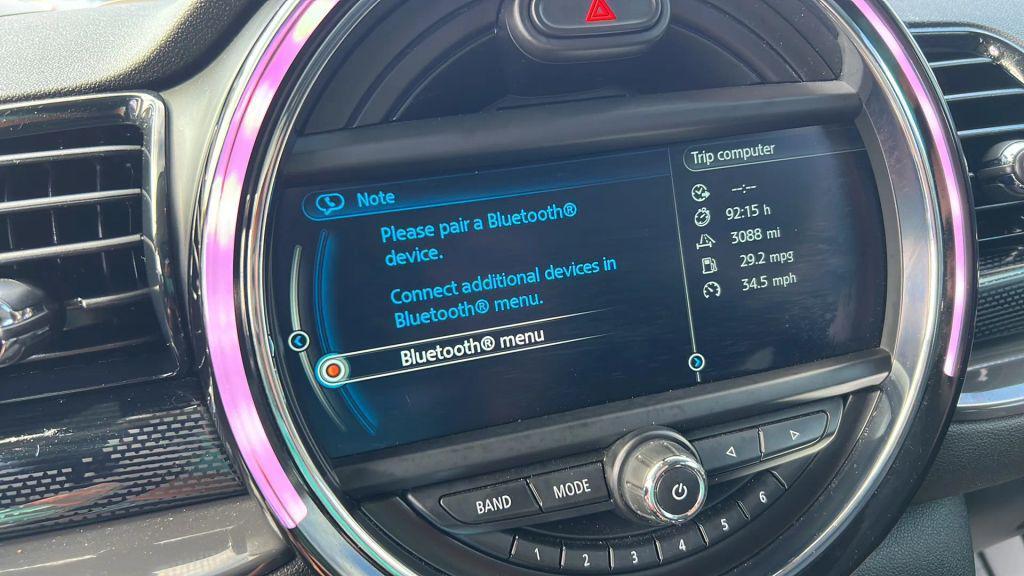 Note
Please pair a Bluetooth®
device.
Connect additional devices in
Bluetooth® menu.
Bluetooth® menu
Trip computer
--:--
92:15 h
3088 mi
29.2 mpg
34.5 mph
BAND
MODE
1
2
3
4
5
6